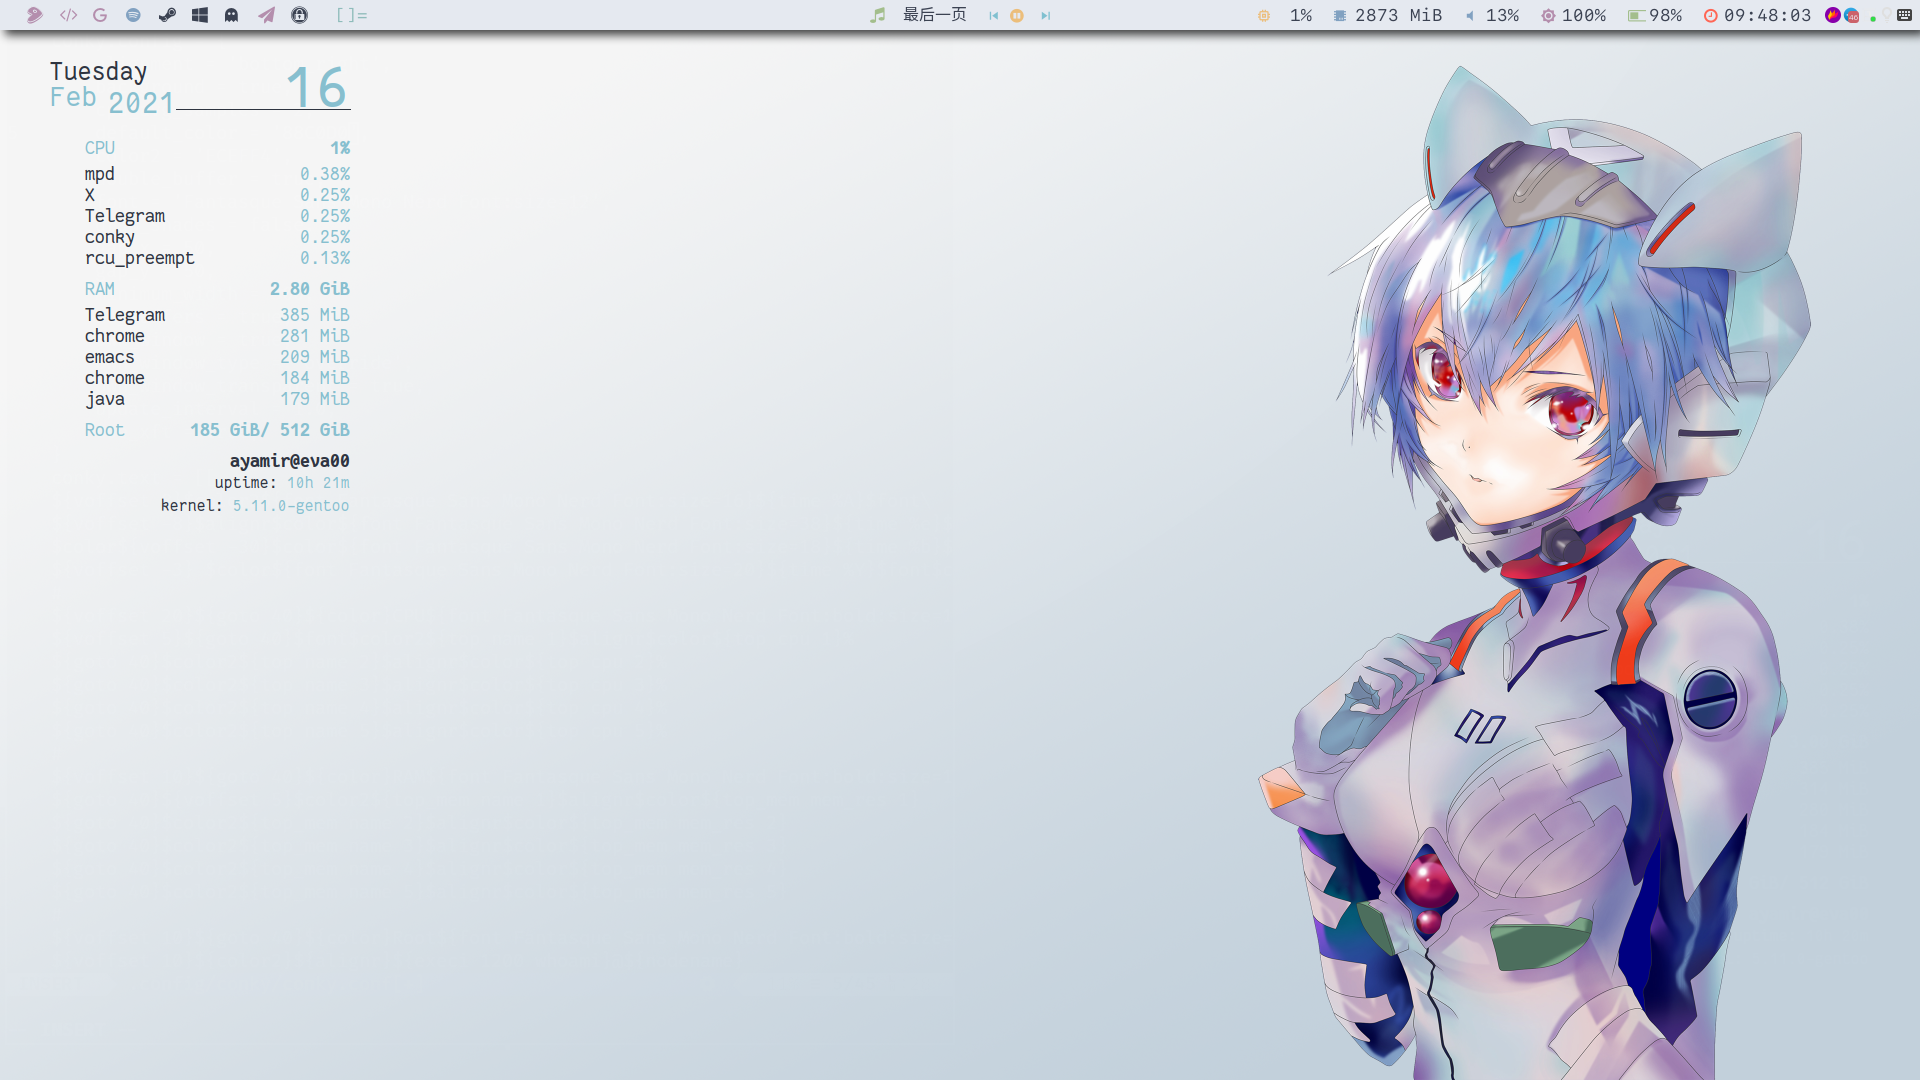 </> []= 最后一页 1% 2873 MiB 13% 100% 98% 09:48:03 46
Tuesday 16
Feb 2021
CPU 1%
mpd 0.38%
X 0.25%
Telegram 0.25%
conky 0.25%
rcu_preempt 0.13%
RAM 2.80 GiB
Telegram 385 MiB
chrome 281 MiB
emacs 209 MiB
chrome 184 MiB
java 179 MiB
Root 185 GiB/ 512 GiB
ayamir@eva00
uptime: 10h 21m
kernel: 5.11.0-gentoo
00